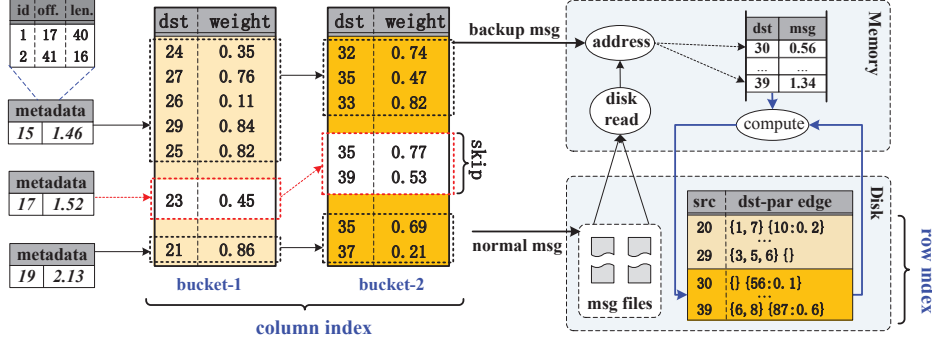 id off. len.
1 17 40
2 41 16
metadata
15 1.46
metadata
17 1.52
metadata
19 2.13
dst weight
24 0.35
27 0.76
26 0.11
29 0.84
25 0.82
23 0.45
21 0.86
bucket-1
dst weight
32 0.74
35 0.47
33 0.82
35 0.77
39 0.53
35 0.69
37 0.21
bucket-2
skip
column index
backup msg
normal msg
address
disk
read
msg files
dst msg
30 0.56
... ...
39 1.34
compute
Memory
Disk
src dst-par edge
20 {1, 7} {10:0.2}
...
29 {3, 5, 6} {}
30 {} {56:0.1}
...
39 {6, 8} {87:0.6}
row index